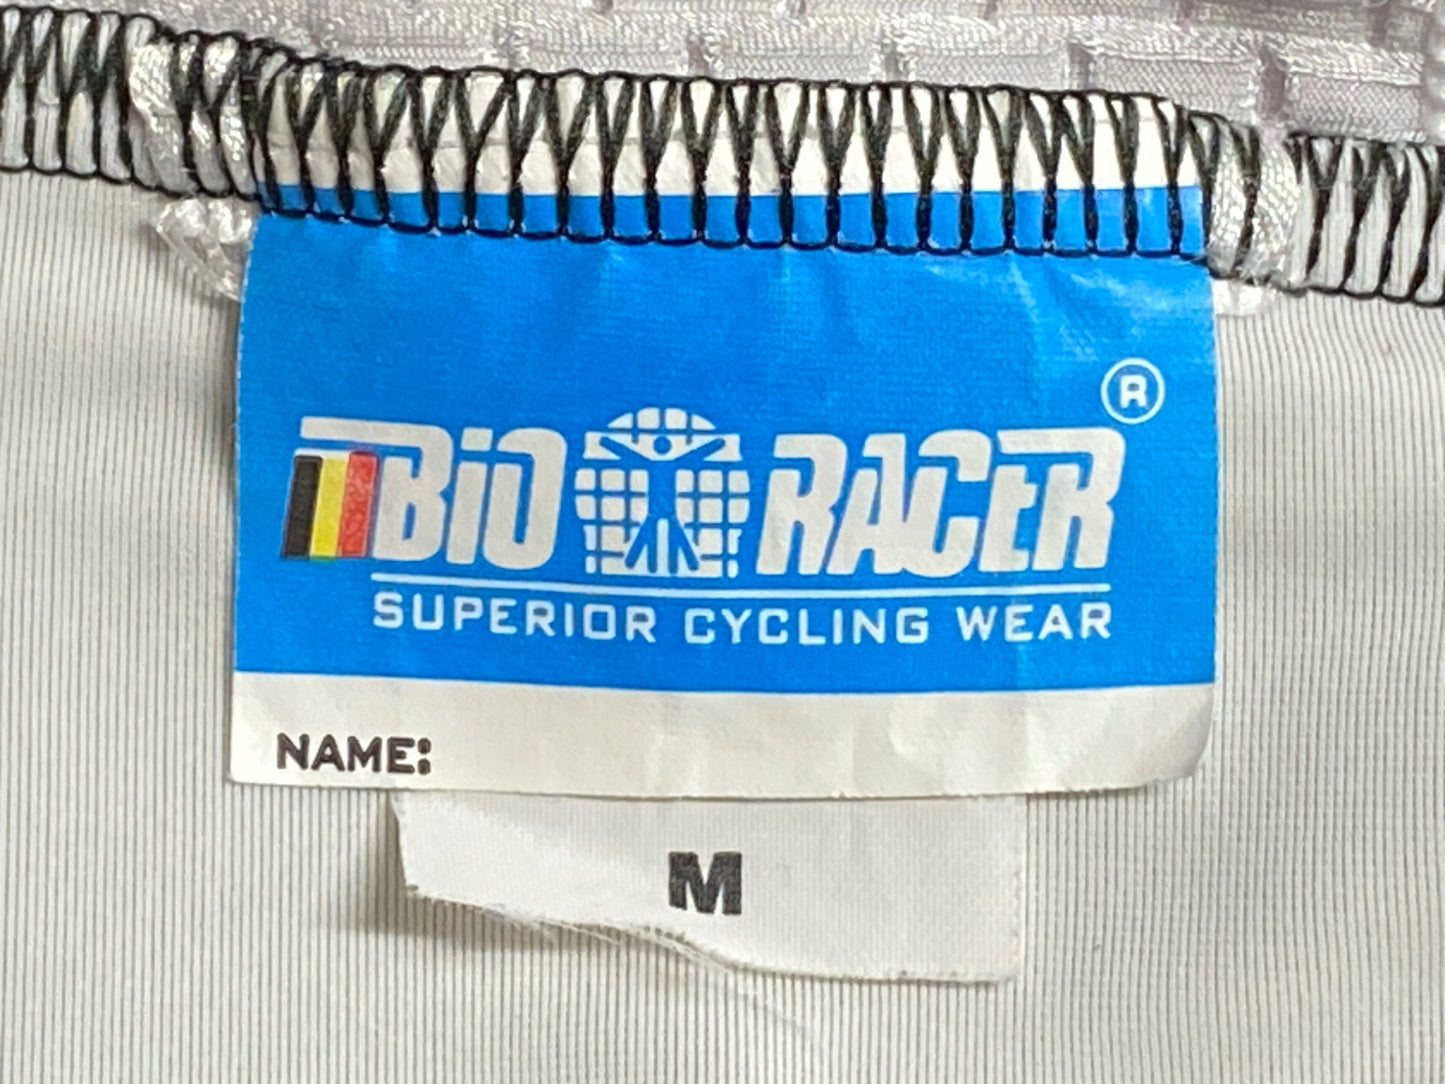 ®
BiO RACER
SUPERIOR CYCLING WEAR
NAME:
M